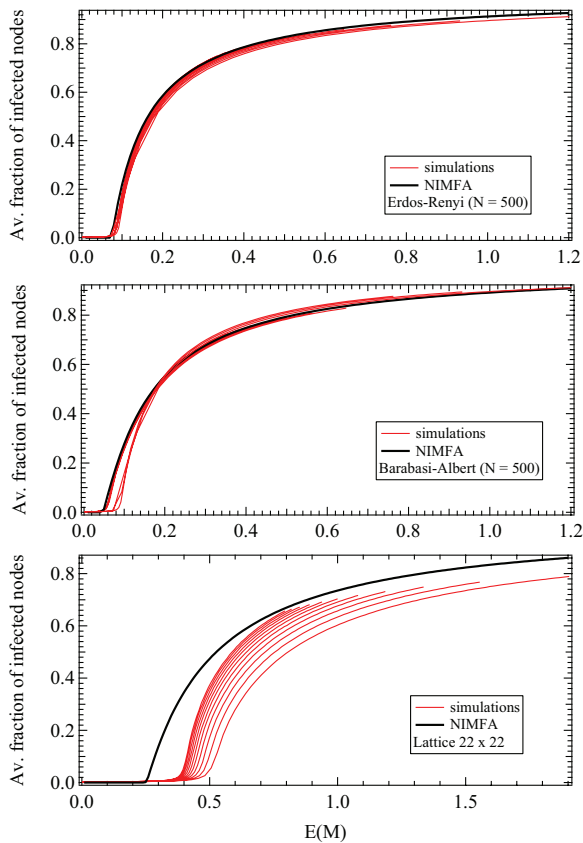 Av. fraction of infected nodes
0.8
0.6
0.4
0.2
0.0
simulations
NIMFA
Erdos-Renyi (N = 500)
0.0 0.2 0.4 0.6 0.8 1.0 1.2
Av. fraction of infected nodes
0.8
0.6
0.4
0.2
0.0
simulations
NIMFA
Barabasi-Albert (N = 500)
0.0 0.2 0.4 0.6 0.8 1.0 1.2
Av. fraction of infected nodes
0.8
0.6
0.4
0.2
0.0
simulations
NIMFA
Lattice 22 x 22
0.0 0.5 1.0 1.5
E(M)